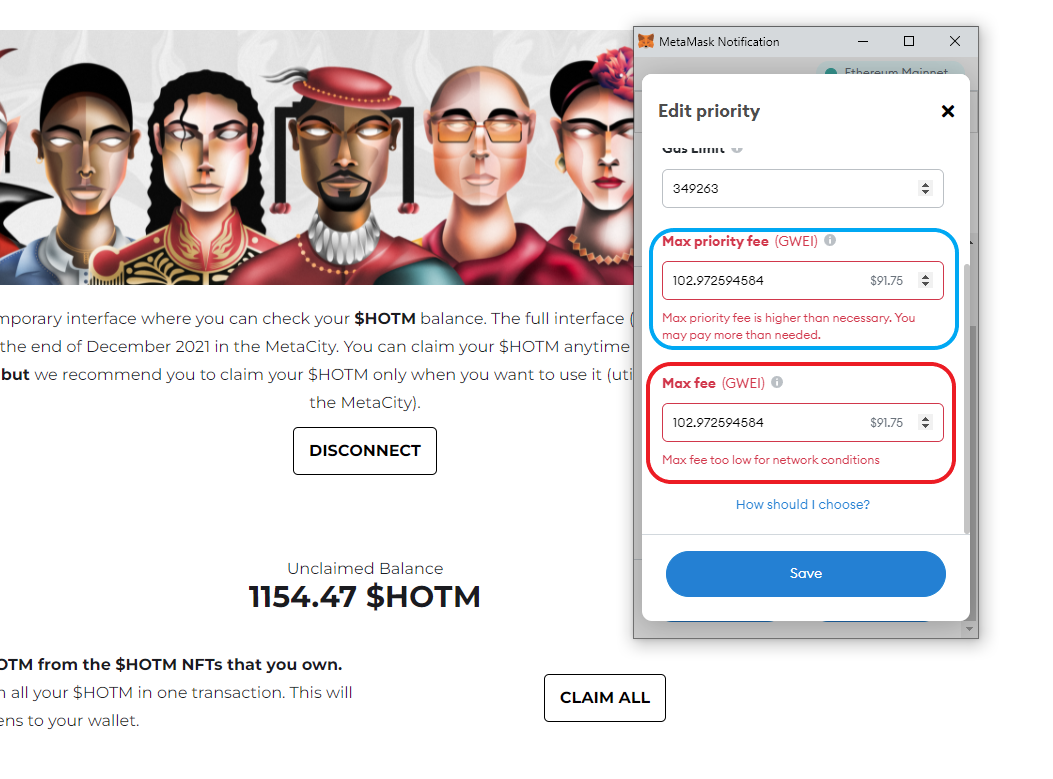 MetaMask Notification
Ethereum Mainnet
Edit priority
Gas Limit
349263
Max priority fee (GWEI)
102.972594584 $91.75
Max priority fee is higher than necessary. You
may pay more than needed.
Max fee (GWEI)
102.972594584 $91.75
Max fee too low for network conditions
How should I choose?
Save
mporary interface where you can check your $HOTM balance. The full interface (
the end of December 2021 in the MetaCity). You can claim your $HOTM anytime
but we recommend you to claim your $HOTM only when you want to use it (uti
the MetaCity).
DISCONNECT
Unclaimed Balance
1154.47 $HOTM
OTM from the $HOTM NFTs that you own.
all your $HOTM in one transaction. This will
ens to your wallet.
CLAIM ALL